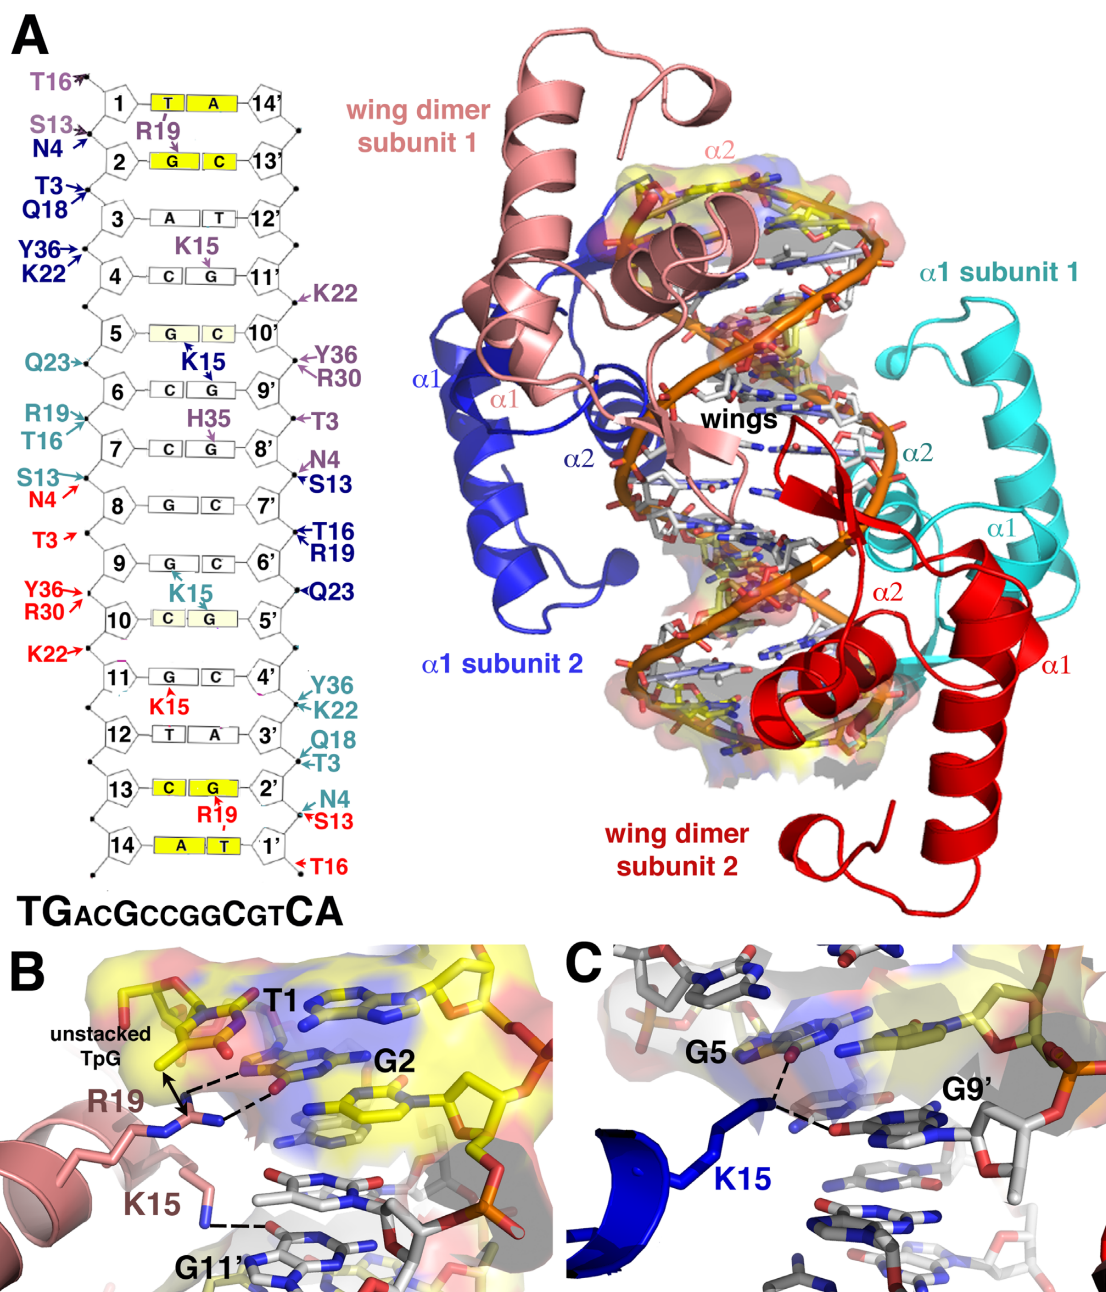 A
T16
1 T A 14'
S13
R19
N4
2 G C 13'
T3
Q18
3 A T 12'
Y36
K15
K22
4 C G 11'
K22
5 G C 10'
Q23
K15
Y36
R30
6 C G 9'
R19
H35
T3
T16
7 C G 8'
N4
S13
S13
N4
8 G C 7'
T16
R19
T3
9 G C 6'
Y36
K15
Q23
R30
10 C G 5'
K22
11 G C 4'
Y36
K15
K22
12 T A 3'
Q18
T3
13 C G 2'
N4
R19
S13
14 A T 1'
T16
TGACGCCGGCGTCA
wing dimer
subunit 1
α2
α1 subunit 1
α1
α1
wings
α2
α2
α1
α2
α1
α1 subunit 2
wing dimer
subunit 2
B
T1
unstacked
TpG
G2
R19
K15
G11'
C
G5
G9'
K15